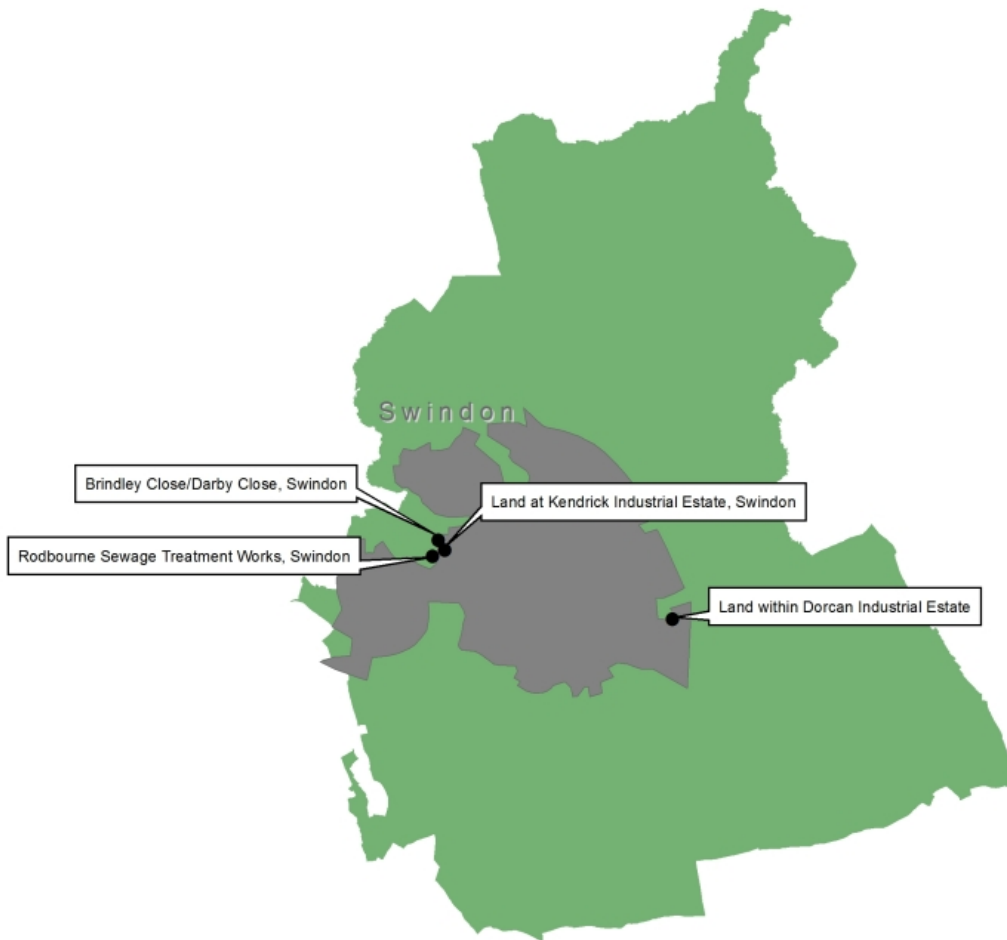 Swindon
Brindley Close/Darby Close, Swindon
Land at Kendrick Industrial Estate, Swindon
Rodbourne Sewage Treatment Works, Swindon
Land within Dorcan Industrial Estate